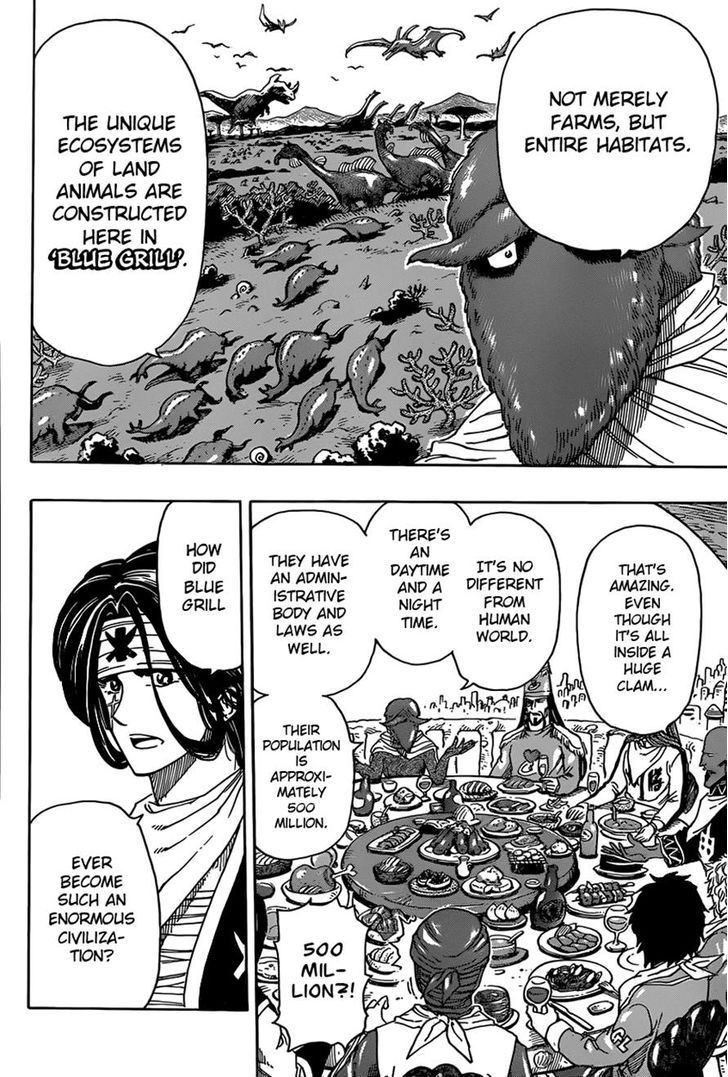 NOT MERELY
FARMS, BUT
ENTIRE HABITATS.
THE UNIQUE
ECOSYSTEMS
OF LAND
ANIMALS ARE
CONSTRUCTED
HERE IN
'BLUE GRILL'.
THAT'S
AMAZING.
EVEN
THOUGH
IT'S ALL
INSIDE A
HUGE
CLAM...
IT'S NO
DIFFERENT
FROM
HUMAN
WORLD.
THERE'S
AN
DAYTIME
AND A
NIGHT
TIME.
THEY HAVE
AN ADMIN-
ISTRATIVE
BODY AND
LAWS AS
WELL.
THEIR
POPULATION
IS
APPROXI-
MATELY
500
MILLION.
500
MIL-
LION?!
GL
HOW
DID
BLUE
GRILL
EVER
BECOME
SUCH AN
ENORMOUS
CIVILIZA-
TION?